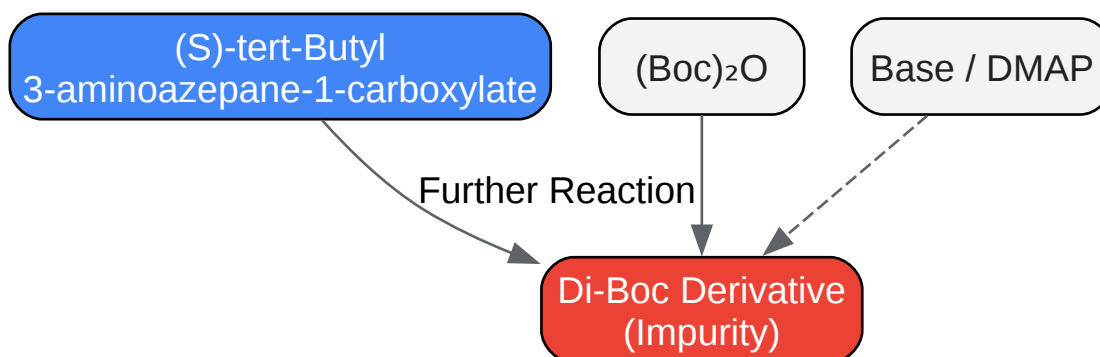 (S)-tert-Butyl
3-aminoazepane-1-carboxylate
(Boc)₂O
Base / DMAP
Further Reaction
Di-Boc Derivative
(Impurity)